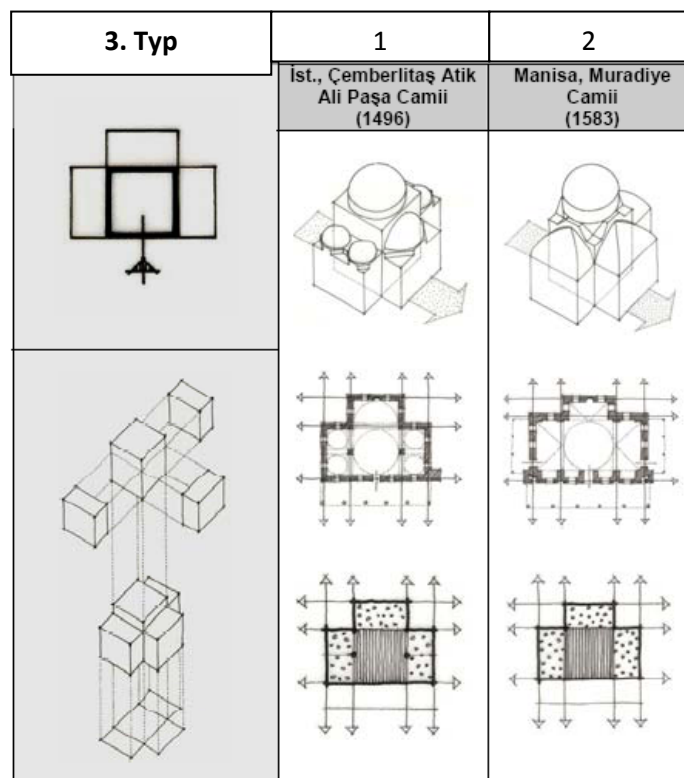 3. Typ
1
2
İst., Çemberlitaş Atik
Ali Paşa Camii
(1496)
Manisa, Muradiye
Camii
(1583)